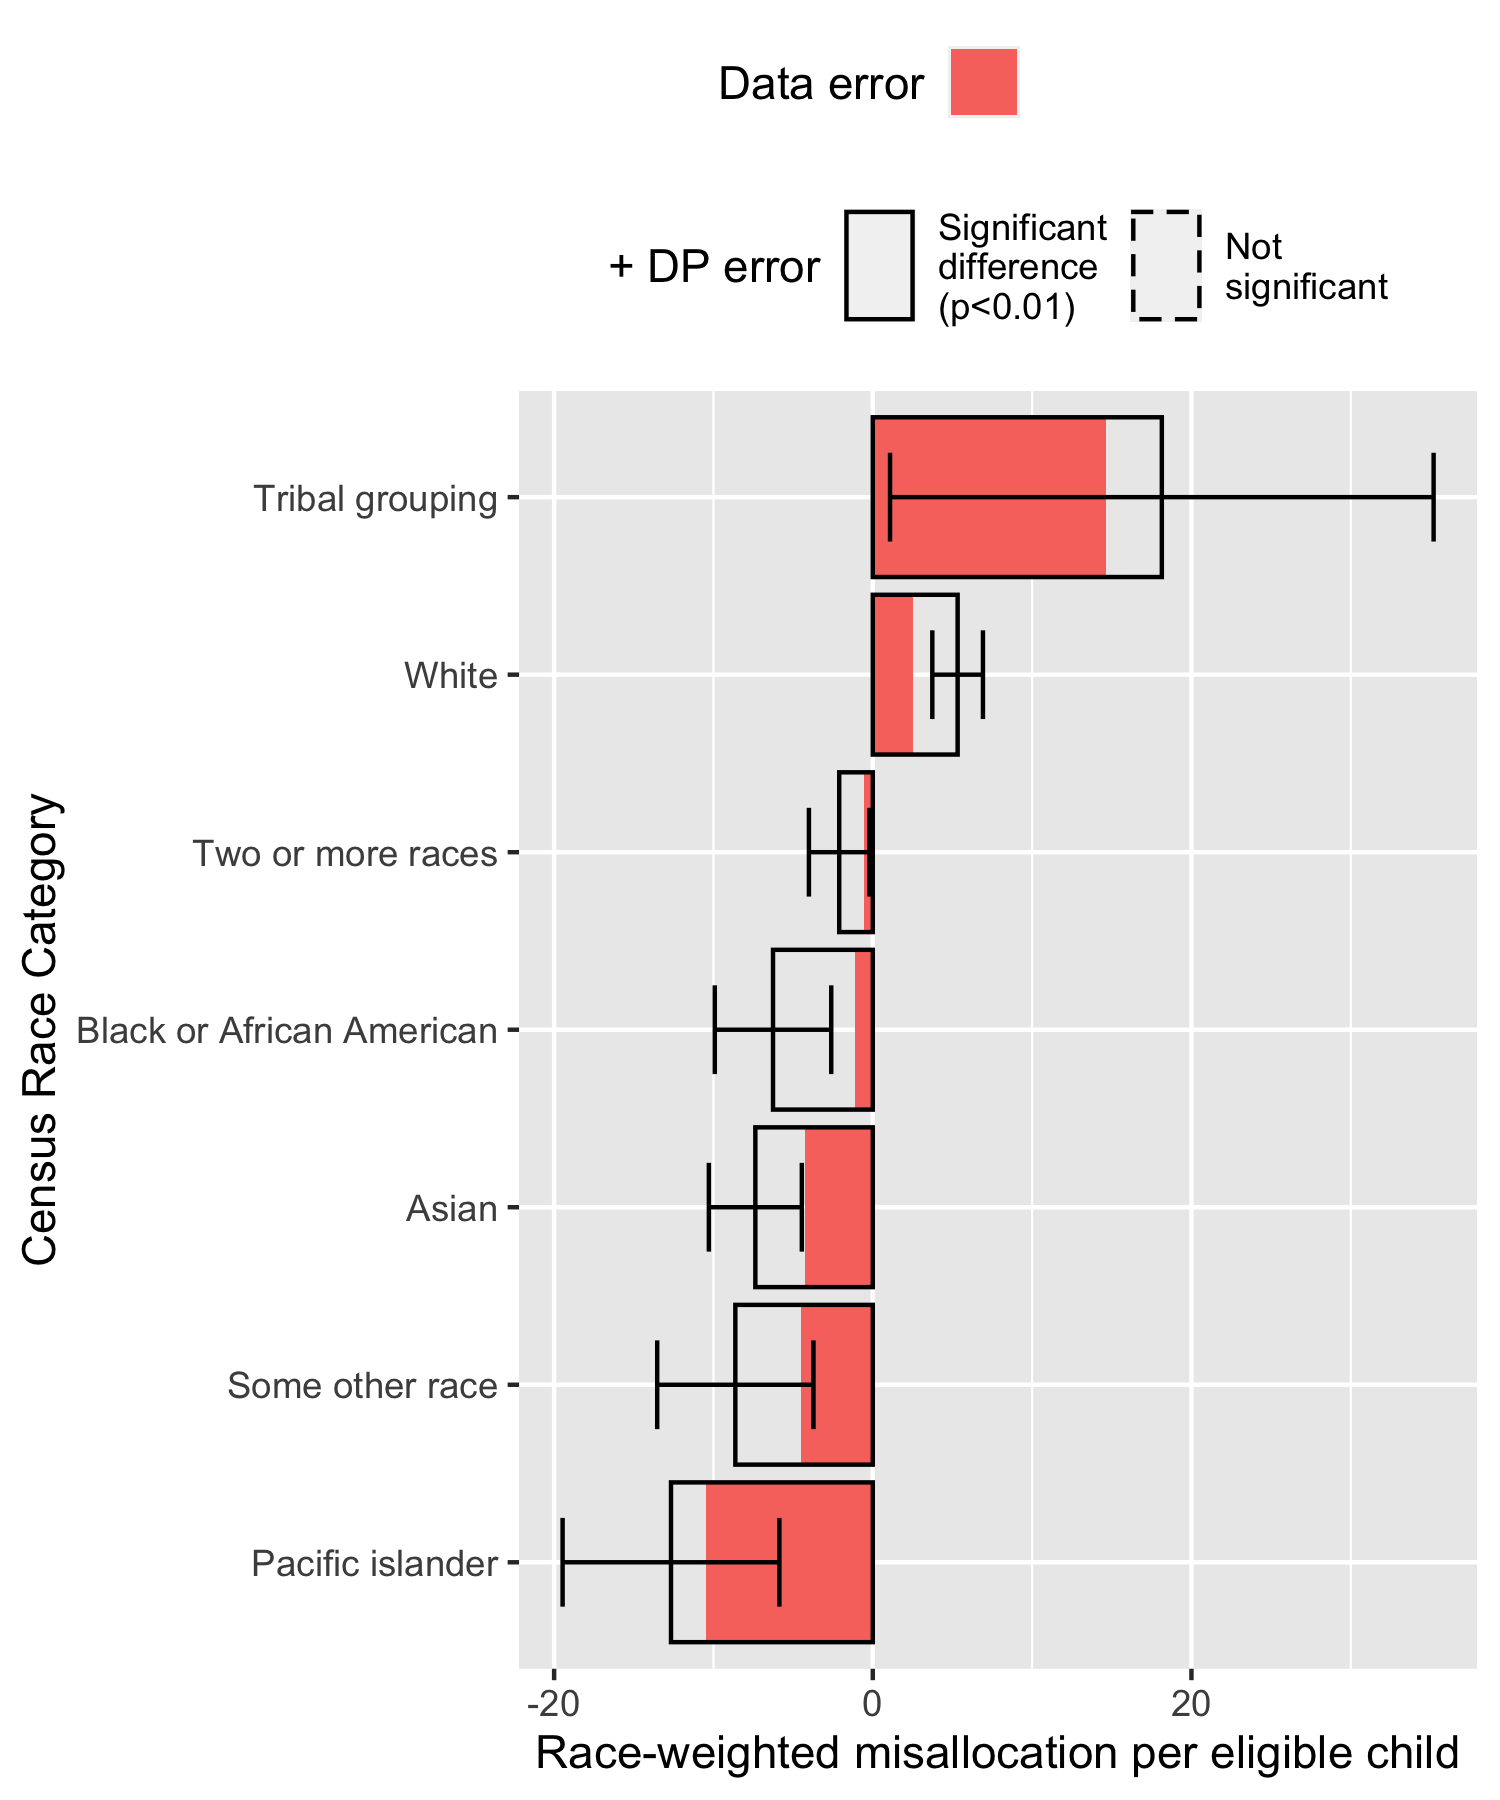 Data error
+ DP error
Significant
difference
(p<0.01)
Not
significant
Census Race Category
Tribal grouping
White
Two or more races
Black or African American
Asian
Some other race
Pacific islander
-20 0 20
Race-weighted misallocation per eligible child